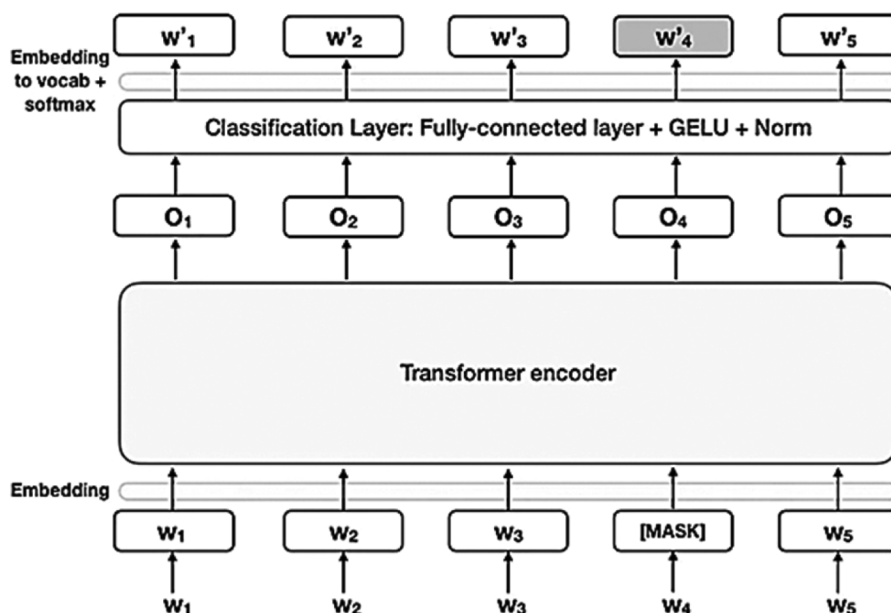 w'₁ w'₂ w'₃ w'₄ w'₅
Embedding
to vocab +
softmax
Classification Layer: Fully-connected layer + GELU + Norm
O₁ O₂ O₃ O₄ O₅
Transformer encoder
Embedding
w₁ w₂ w₃ [MASK] w₅
w₁ w₂ w₃ w₄ w₅